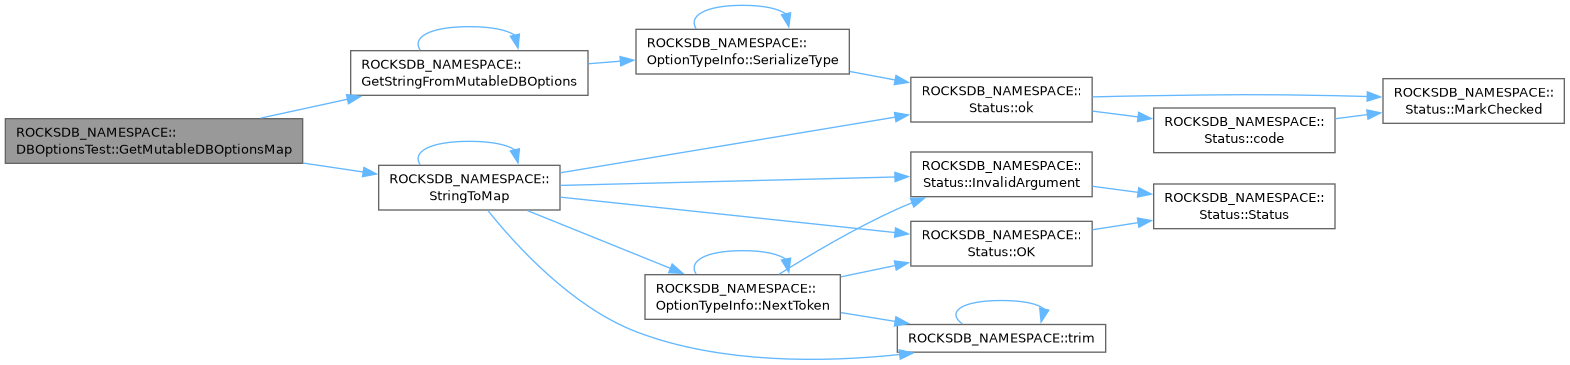 ROCKSDB_NAMESPACE::
DBOptionsTest::GetMutableDBOptionsMap
ROCKSDB_NAMESPACE::
GetStringFromMutableDBOptions
ROCKSDB_NAMESPACE::
OptionTypeInfo::SerializeType
ROCKSDB_NAMESPACE::
Status::ok
ROCKSDB_NAMESPACE::
Status::MarkChecked
ROCKSDB_NAMESPACE::
Status::code
ROCKSDB_NAMESPACE::
StringToMap
ROCKSDB_NAMESPACE::
Status::InvalidArgument
ROCKSDB_NAMESPACE::
Status::Status
ROCKSDB_NAMESPACE::
Status::OK
ROCKSDB_NAMESPACE::
OptionTypeInfo::NextToken
ROCKSDB_NAMESPACE::trim